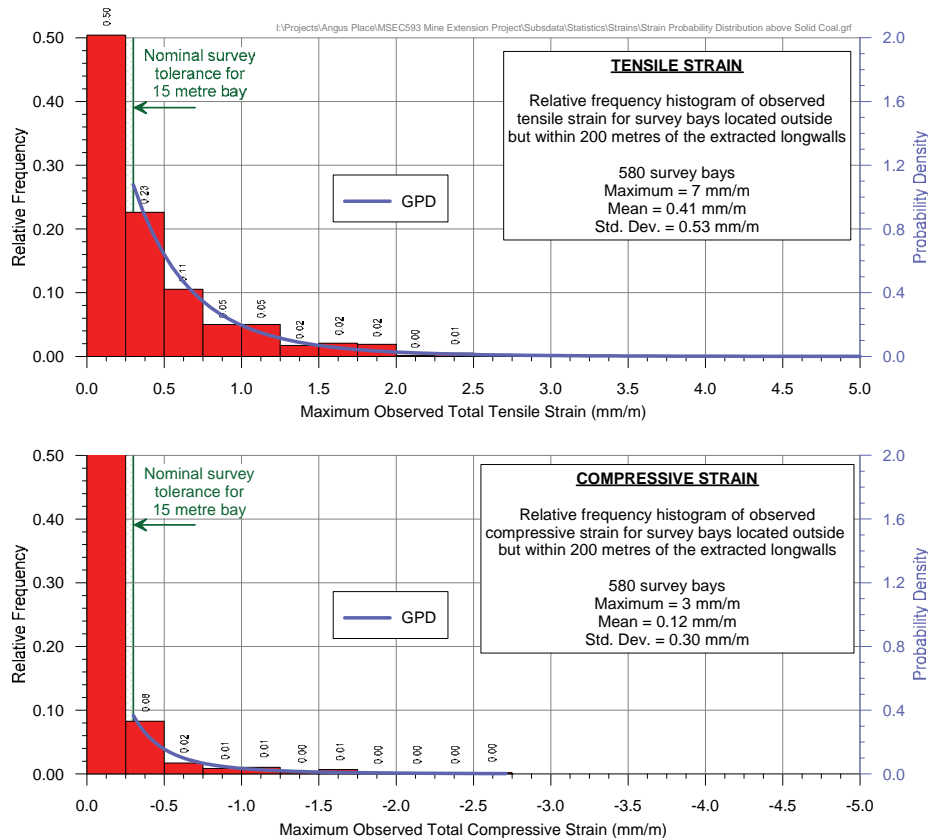 I:\Projects\Angus Place\MSEC593 Mine Extension Project\Subsdata\Statistics\Strains\Strain Probability Distribution above Solid Coal.grf
0.50
Nominal survey
tolerance for
15 metre bay
TENSILE STRAIN
Relative frequency histogram of observed
tensile strain for survey bays located outside
but within 200 metres of the extracted longwalls
580 survey bays
Maximum = 7 mm/m
Mean = 0.41 mm/m
Std. Dev. = 0.53 mm/m
GPD
0.50
0.40
0.30
0.20
0.10
0.00
Relative Frequency
2.0
1.6
1.2
0.8
0.4
0.0
Probability Density
0.23
0.11
0.05
0.05
0.02
0.02
0.02
0.00
0.01
0.0 0.5 1.0 1.5 2.0 2.5 3.0 3.5 4.0 4.5 5.0
Maximum Observed Total Tensile Strain (mm/m)
Nominal survey
tolerance for
15 metre bay
COMPRESSIVE STRAIN
Relative frequency histogram of observed
compressive strain for survey bays located outside
but within 200 metres of the extracted longwalls
580 survey bays
Maximum = 3 mm/m
Mean = 0.12 mm/m
Std. Dev. = 0.30 mm/m
GPD
0.50
0.40
0.30
0.20
0.10
0.00
Relative Frequency
2.0
1.6
1.2
0.8
0.4
0.0
Probability Density
0.08
0.02
0.01
0.01
0.00
0.01
0.00
0.00
0.00
0.00
0.0 -0.5 -1.0 -1.5 -2.0 -2.5 -3.0 -3.5 -4.0 -4.5 -5.0
Maximum Observed Total Compressive Strain (mm/m)